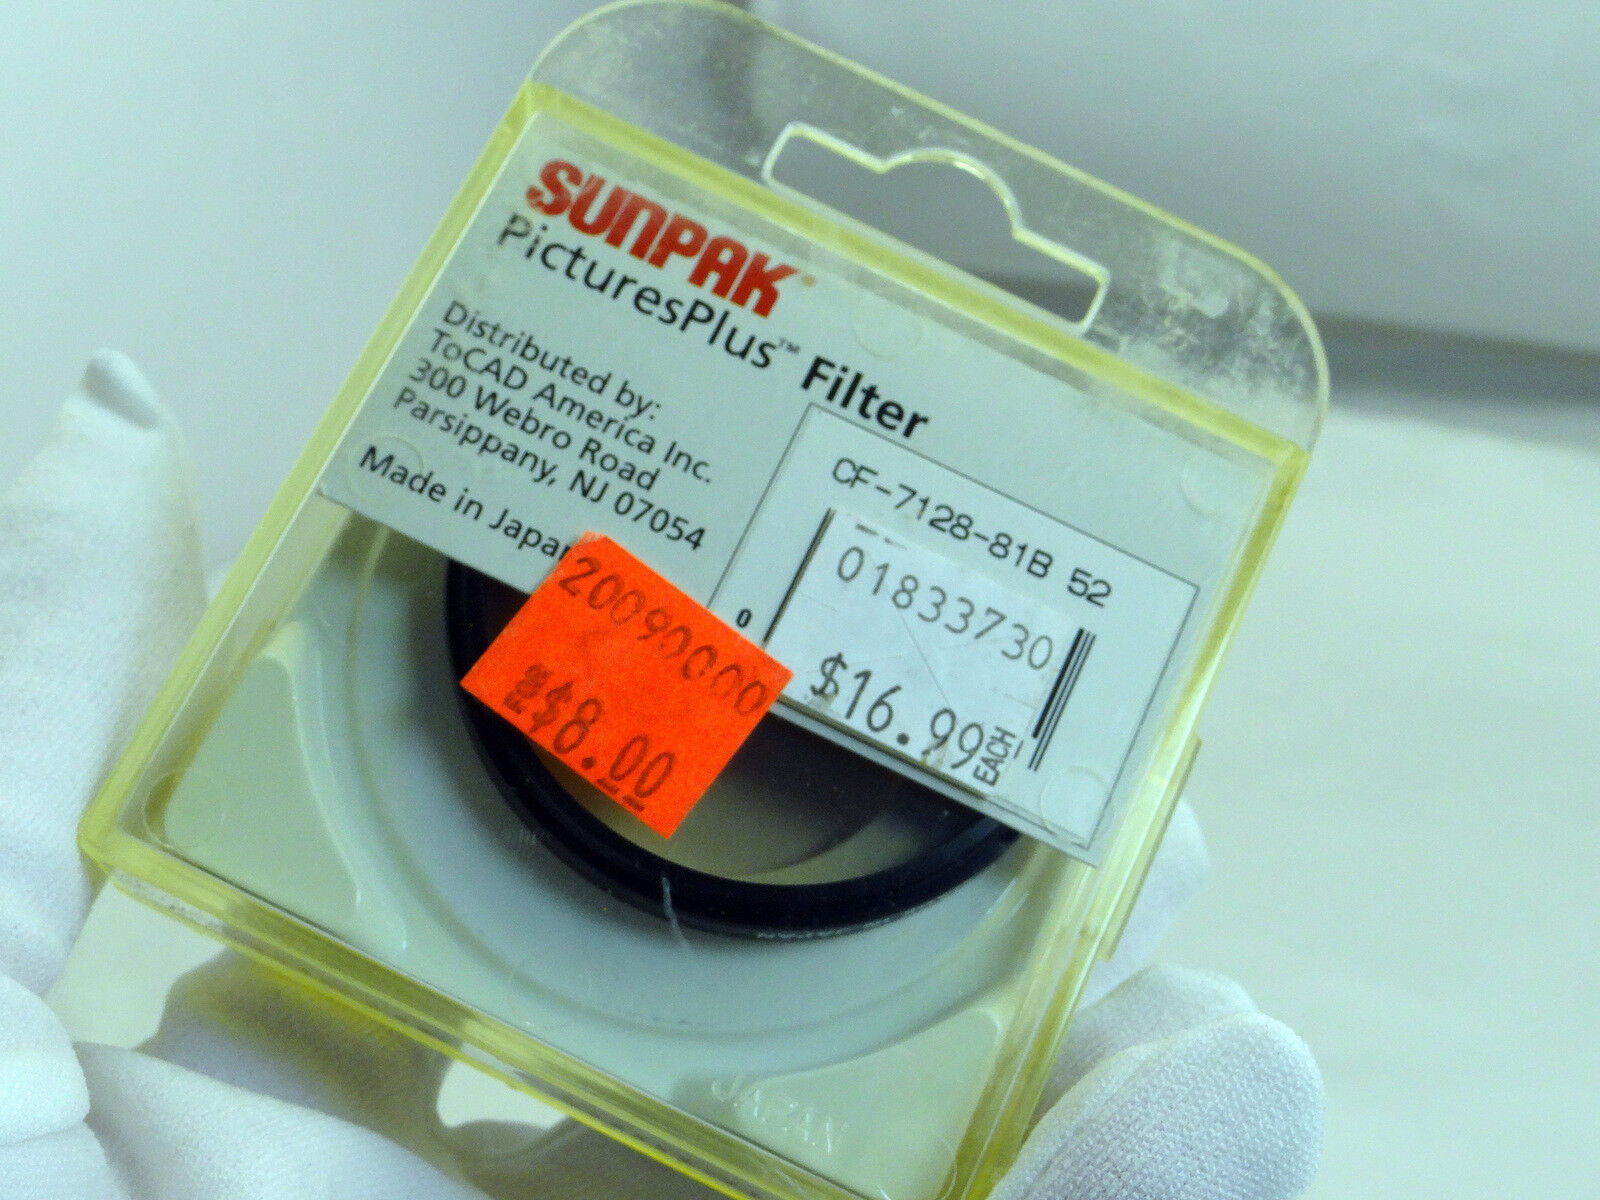 SUNPAK®
PicturesPlus™ Filter
Distributed by:
ToCAD America Inc.
300 Webro Road
Parsippany, NJ 07054
Made in Japan
CF-7128-81B 52
0
01833730
$16.99 EACH
20090000
FOR $8.00
JAPAN